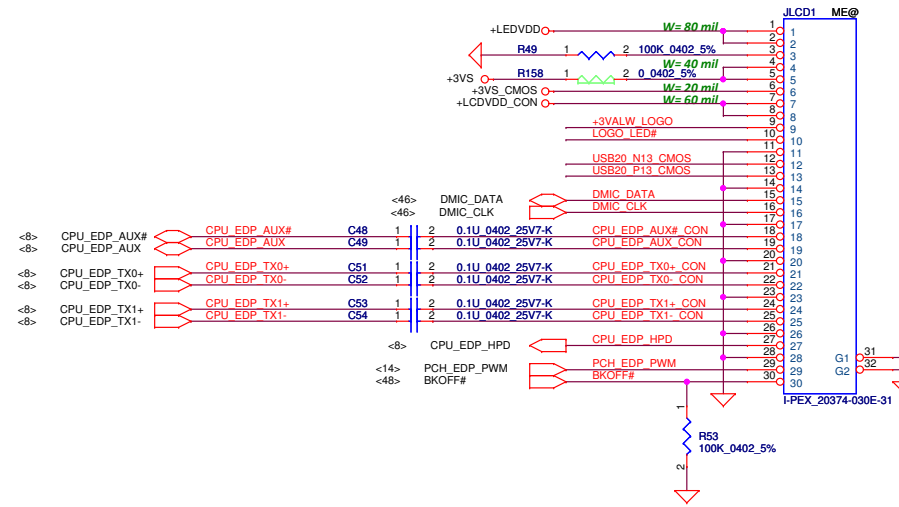 JLCD1 ME@
+LEDVDD W= 80 mil 1 1
2 2
R49 1 2 100K_0402_5% 3 3
W= 40 mil 4 4
+3VS R158 1 2 0_0402_5% 5 5
+3VS_CMOS W= 20 mil 6 6
+LCDVDD_CON W= 60 mil 7 7
8 8
+3VALW_LOGO 9 9
LOGO_LED# 10 10
11 11
USB20_N13_CMOS 12 12
USB20_P13_CMOS 13 13
14 14
<46> DMIC_DATA DMIC_DATA 15 15
<46> DMIC_CLK DMIC_CLK 16 16
17 17
<8> CPU_EDP_AUX# CPU_EDP_AUX# C48 1 2 0.1U_0402_25V7-K CPU_EDP_AUX#_CON 18 18
<8> CPU_EDP_AUX CPU_EDP_AUX C49 1 2 0.1U_0402_25V7-K CPU_EDP_AUX_CON 19 19
20 20
<8> CPU_EDP_TX0+ CPU_EDP_TX0+ C51 1 2 0.1U_0402_25V7-K CPU_EDP_TX0+_CON 21 21
<8> CPU_EDP_TX0- CPU_EDP_TX0- C52 1 2 0.1U_0402_25V7-K CPU_EDP_TX0-_CON 22 22
23 23
<8> CPU_EDP_TX1+ CPU_EDP_TX1+ C53 1 2 0.1U_0402_25V7-K CPU_EDP_TX1+_CON 24 24
<8> CPU_EDP_TX1- CPU_EDP_TX1- C54 1 2 0.1U_0402_25V7-K CPU_EDP_TX1-_CON 25 25
26 26
<8> CPU_EDP_HPD CPU_EDP_HPD 27 27
28 28 G1 31
<14> PCH_EDP_PWM PCH_EDP_PWM 29 29 G2 32
<48> BKOFF# BKOFF# 30 30
I-PEX_20374-030E-31
1
R53
100K_0402_5%
2